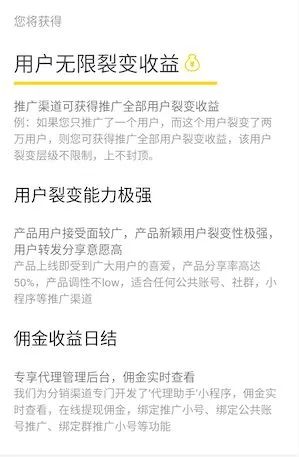 您将获得
用户无限裂变收益
推广渠道可获得推广全部用户裂变收益
例：如果您只推广了一个用户，而这个用户裂变了两
万用户，则您可获得推广全部用户裂变收益，该用户
裂变层级不限制，上不封顶。
用户裂变能力极强
产品用户接受面较广，产品新颖用户裂变性极强，
用户转发分享意愿高
产品上线即受到广大用户的喜爱，产品分享率高达
50%，产品调性不low，适合任何公共账号、社群，小
程序等推广渠道
佣金收益日结
专享代理管理后台，佣金实时查看
我们为分销渠道专门开发了‘代理助手’小程序，佣金实
时查看，在线提现佣金，绑定推广小号、绑定公共账
号推广、绑定群推广小号等功能